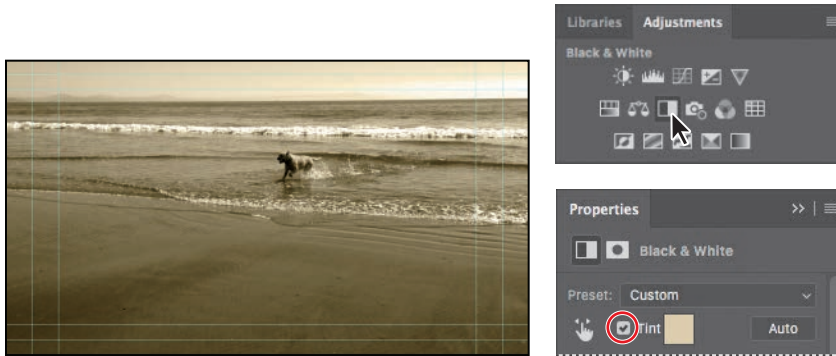 Libraries Adjustments
Black & White
Properties
Black & White
Preset: Custom
Tint Auto